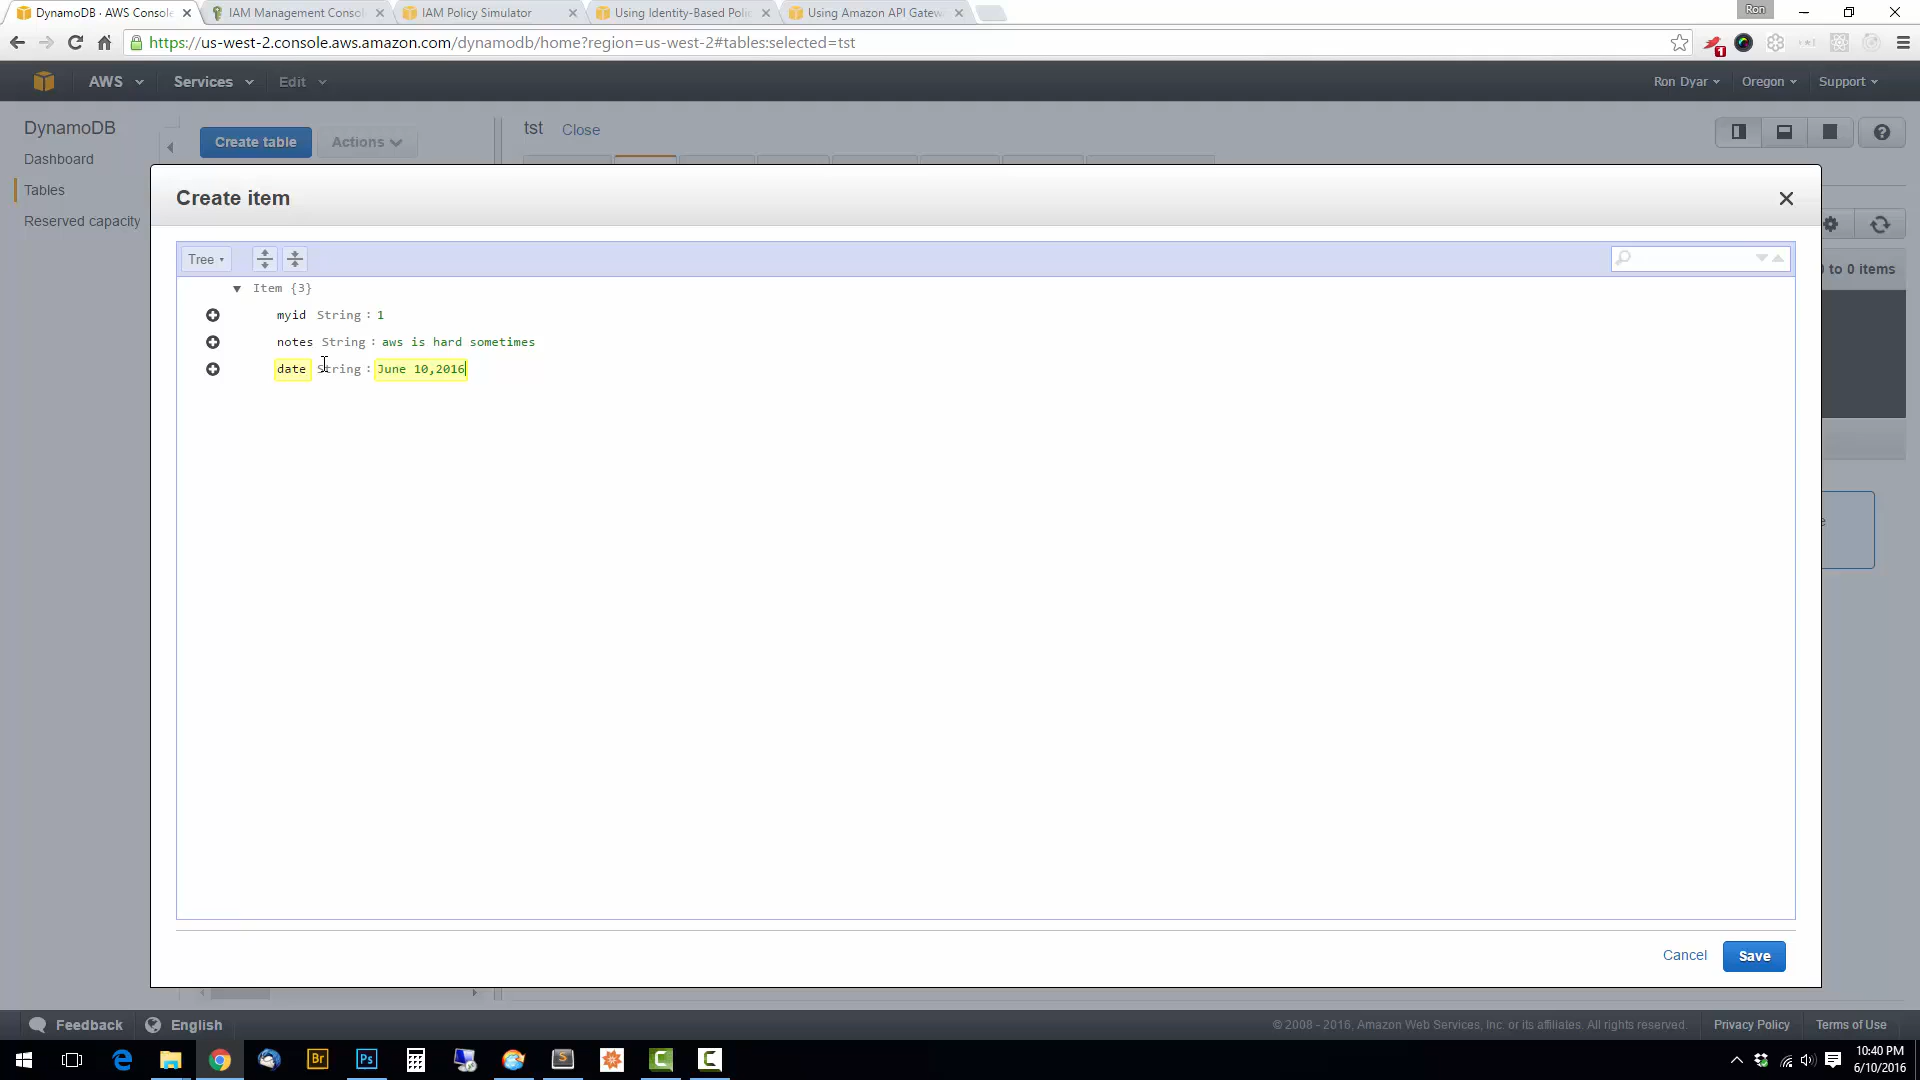 DynamoDB · AWS Console
IAM Management Consol
IAM Policy Simulator
Using Identity-Based Poli
Using Amazon API Gatew
Ron
https://us-west-2.console.aws.amazon.com/dynamodb/home?region=us-west-2#tables:selected=tst
1
AWS
Services
Edit
Ron Dyar
Oregon
Support
DynamoDB
Dashboard
Tables
Reserved capacity
Create table
Actions
tst
Close
to 0 items
Create item
Tree
Item {3}
myid String : 1
notes String : aws is hard sometimes
date String : June 10,2016
Cancel
Save
Feedback
English
© 2008 - 2016, Amazon Web Services, Inc. or its affiliates. All rights reserved.
Privacy Policy
Terms of Use
Br
Ps
S
C
C
10:40 PM
6/10/2016